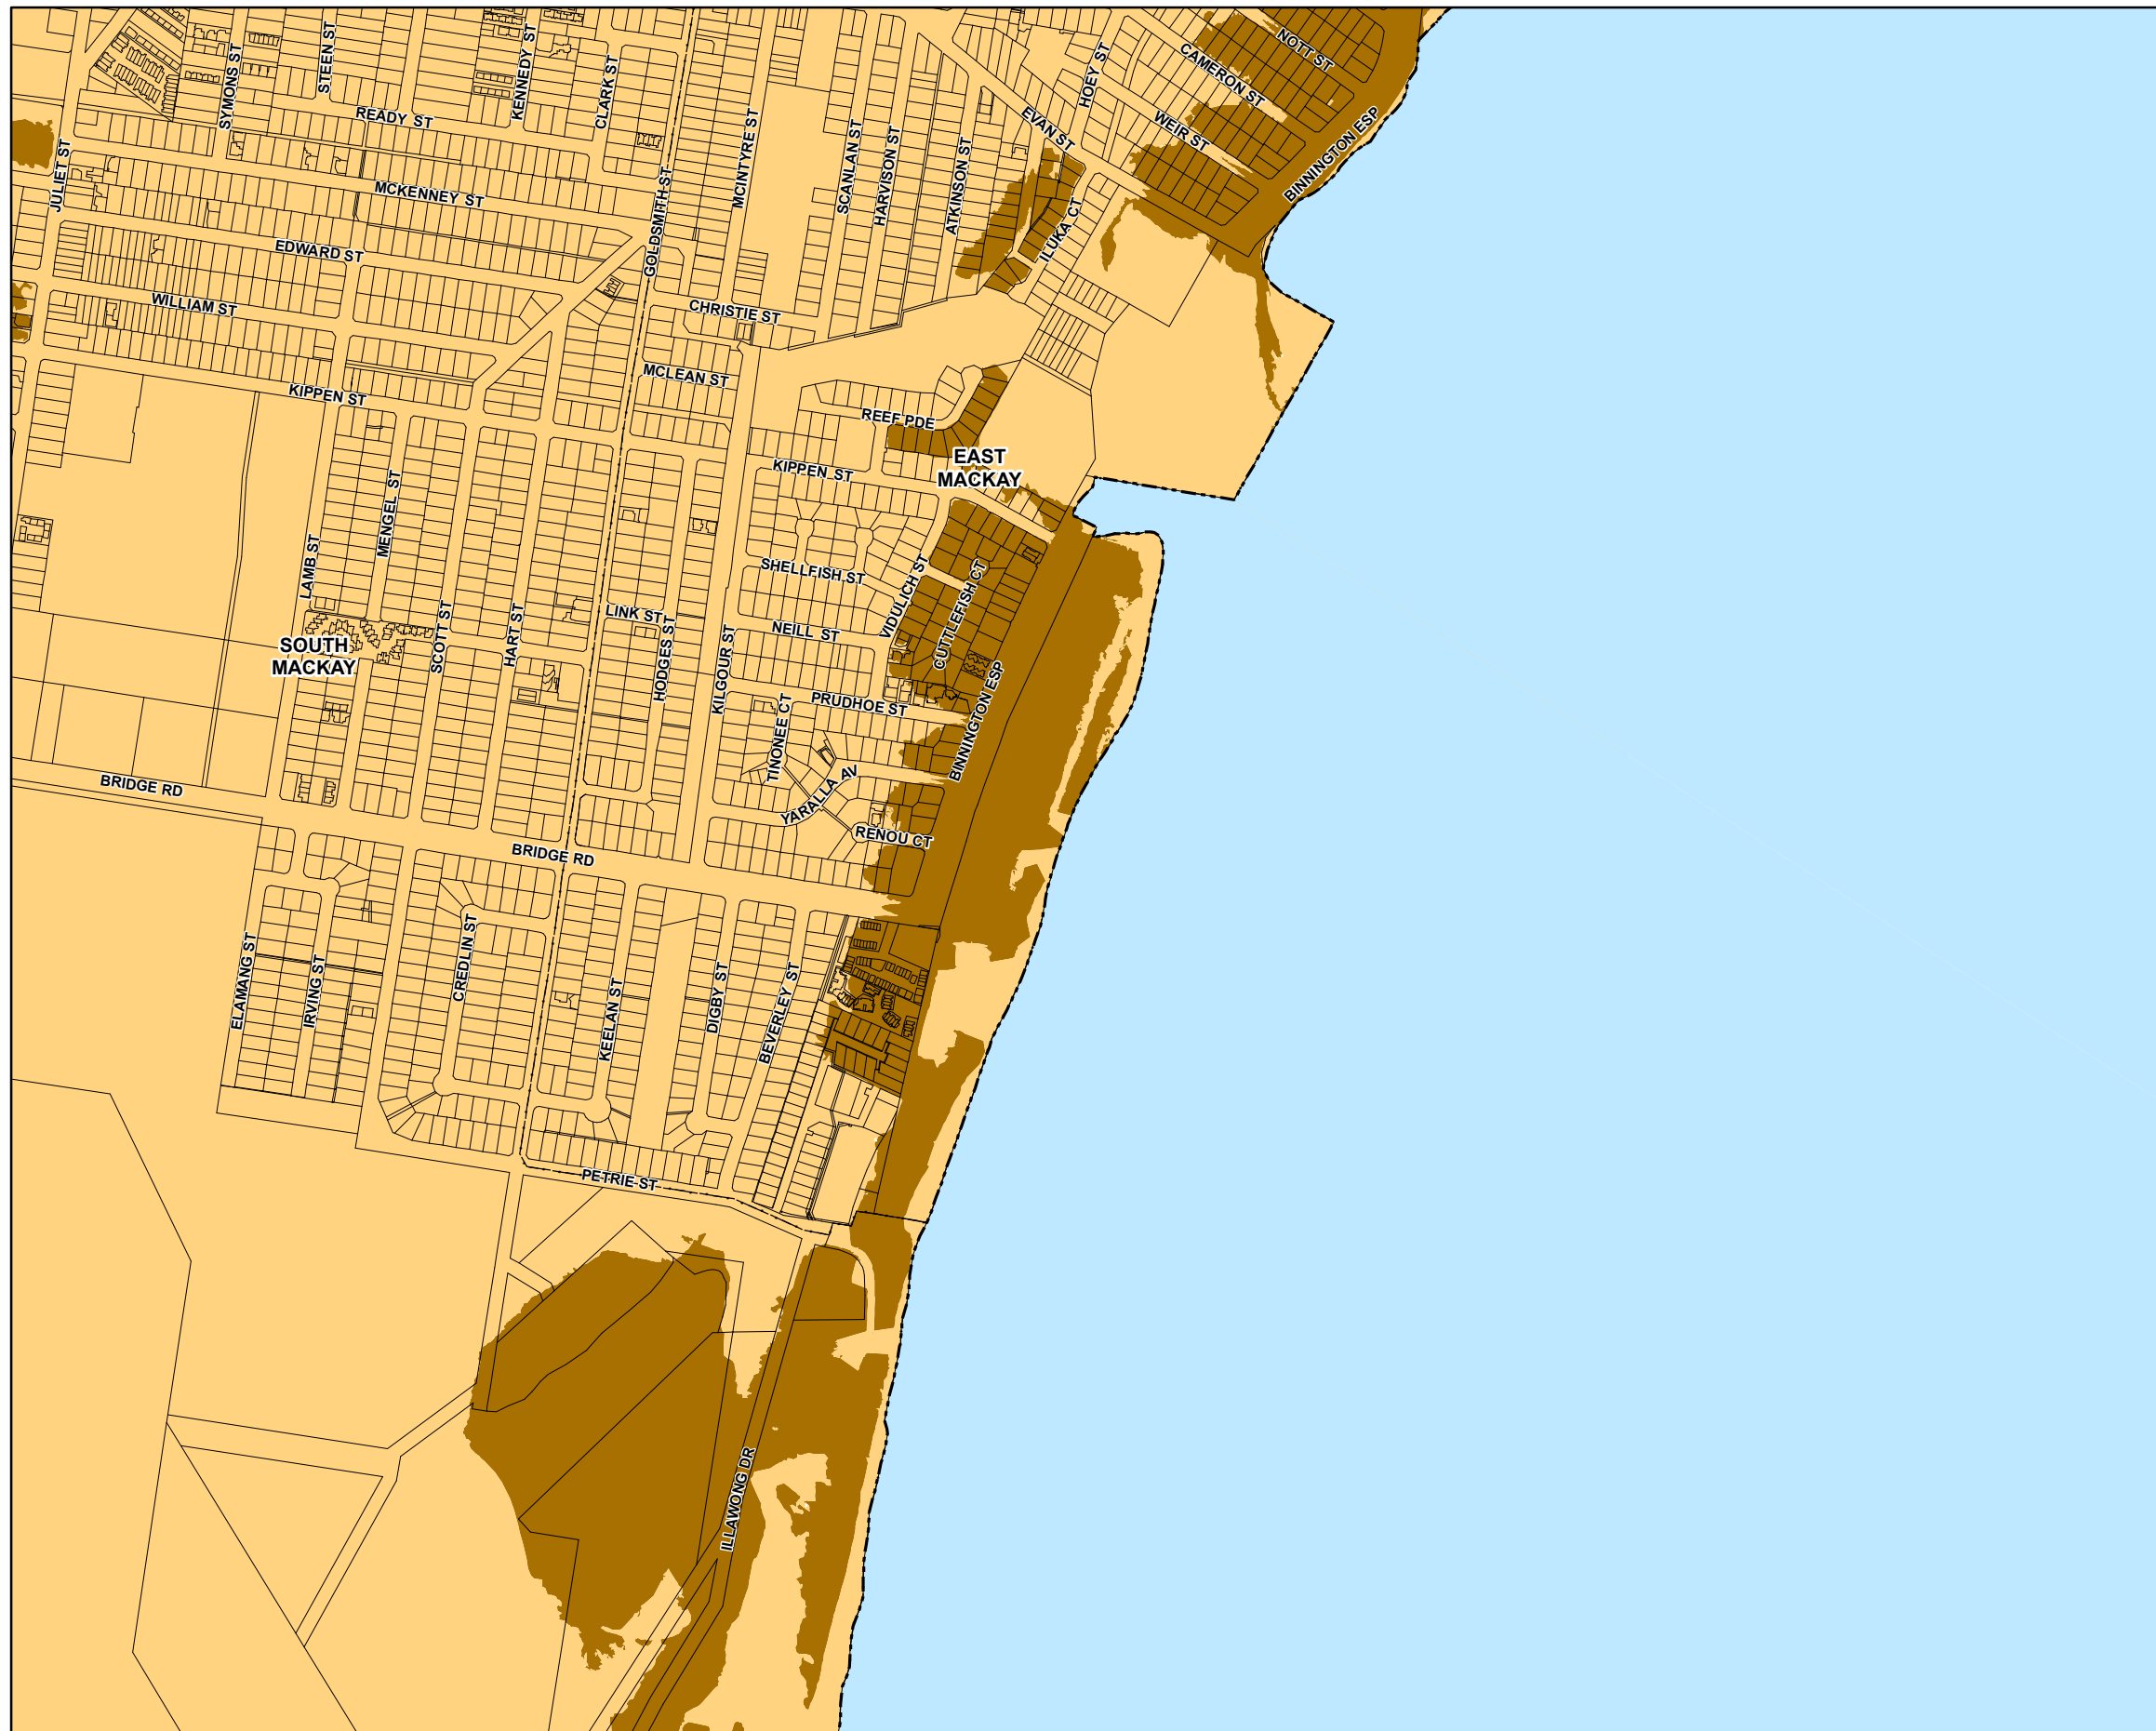 NOTT ST
CAMERON ST
STEEN ST
SYMONS ST
KENNEDY ST
CLARK ST
HOEY ST
READY ST
EVAN ST
WEIR ST
BINNINGTON ESP
MCINTYRE ST
SCANLAN ST
HARVISON ST
ATKINSON ST
JULIET ST
MCKENNEY ST
GOLDSMITH ST
ILUKA CT
EDWARD ST
WILLIAM ST
CHRISTIE ST
MCLEAN ST
KIPPEN ST
REEF PDE
EAST
MACKAY
KIPPEN ST
MENGEL ST
LAMB ST
SHELLFISH ST
VIDULICH ST
CUTTLEFISH CT
LINK ST
NEILL ST
SOUTH
MACKAY
SCOTT ST
HART ST
HODGES ST
KILGOUR ST
PRUDHOE ST
TINONEE CT
BINNINGTON ESP
BRIDGE RD
YARALLA AV
RENOU CT
BRIDGE RD
ELAMANG ST
IRVING ST
CREDLIN ST
KEELAN ST
DIGBY ST
BEVERLEY ST
PETRIE ST
ILLAWONG DR